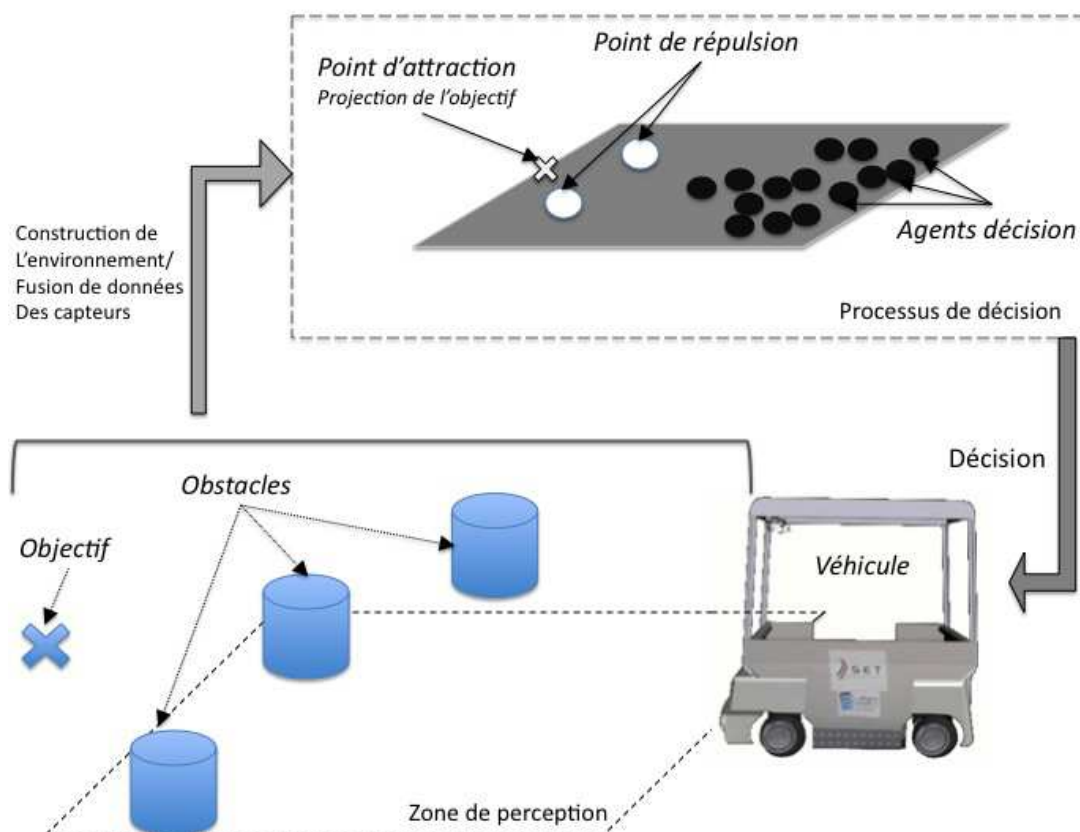 Point de répulsion
Point d'attraction
Projection de l'objectif
Agents décision
Construction de
L'environnement/
Fusion de données
Des capteurs
Processus de décision
Décision
Obstacles
Objectif
Véhicule
SET
Zone de perception